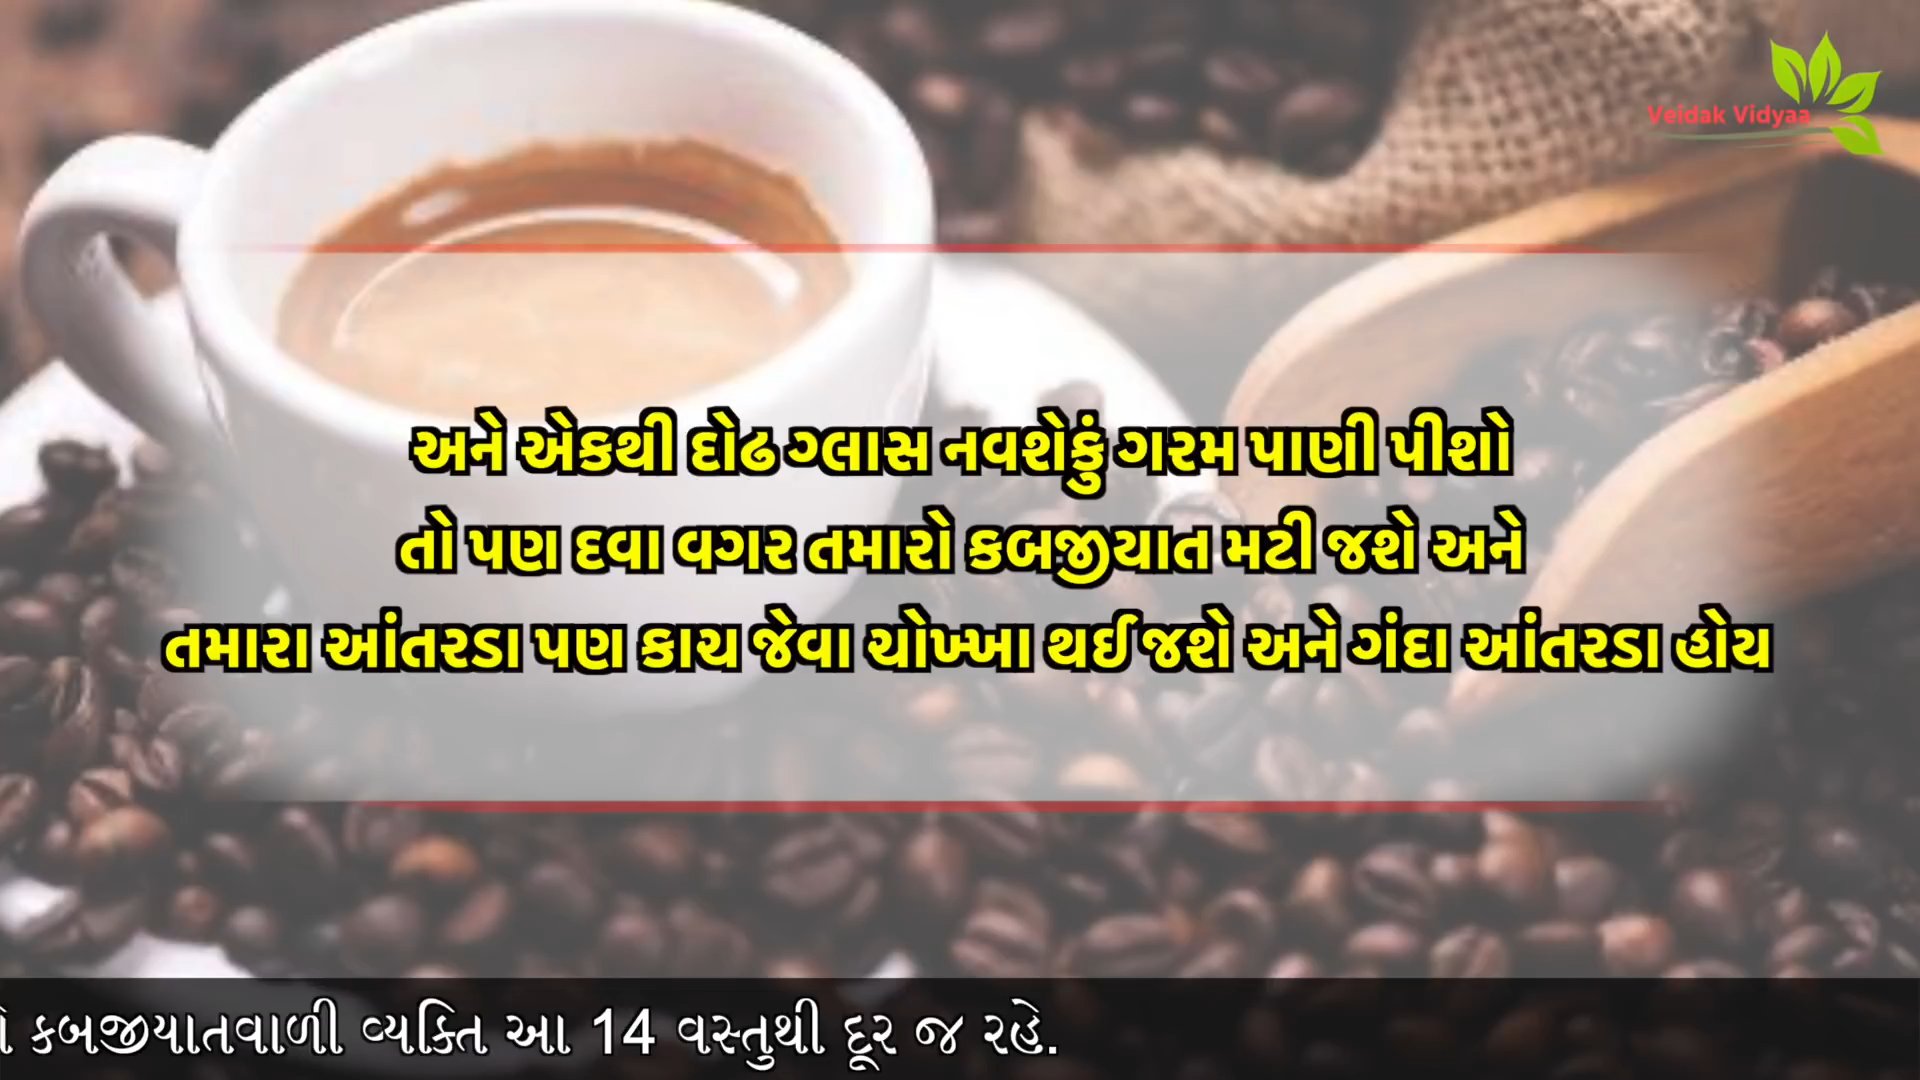 Veidak Vidyaa
અને એકથી દોઢ ગ્લાસ નવશેકું ગરમ પાણી પીશો
તો પણ દવા વગર તમારો કબજીયાત મટી જશે અને
તમારા આંતરડા પણ કાચ જેવા ચોખ્ખા થઈ જશે અને ગંદા આંતરડા હોય
કબજીયાતવાળી વ્યક્તિ આ 14 વસ્તુથી દૂર જ રહે.